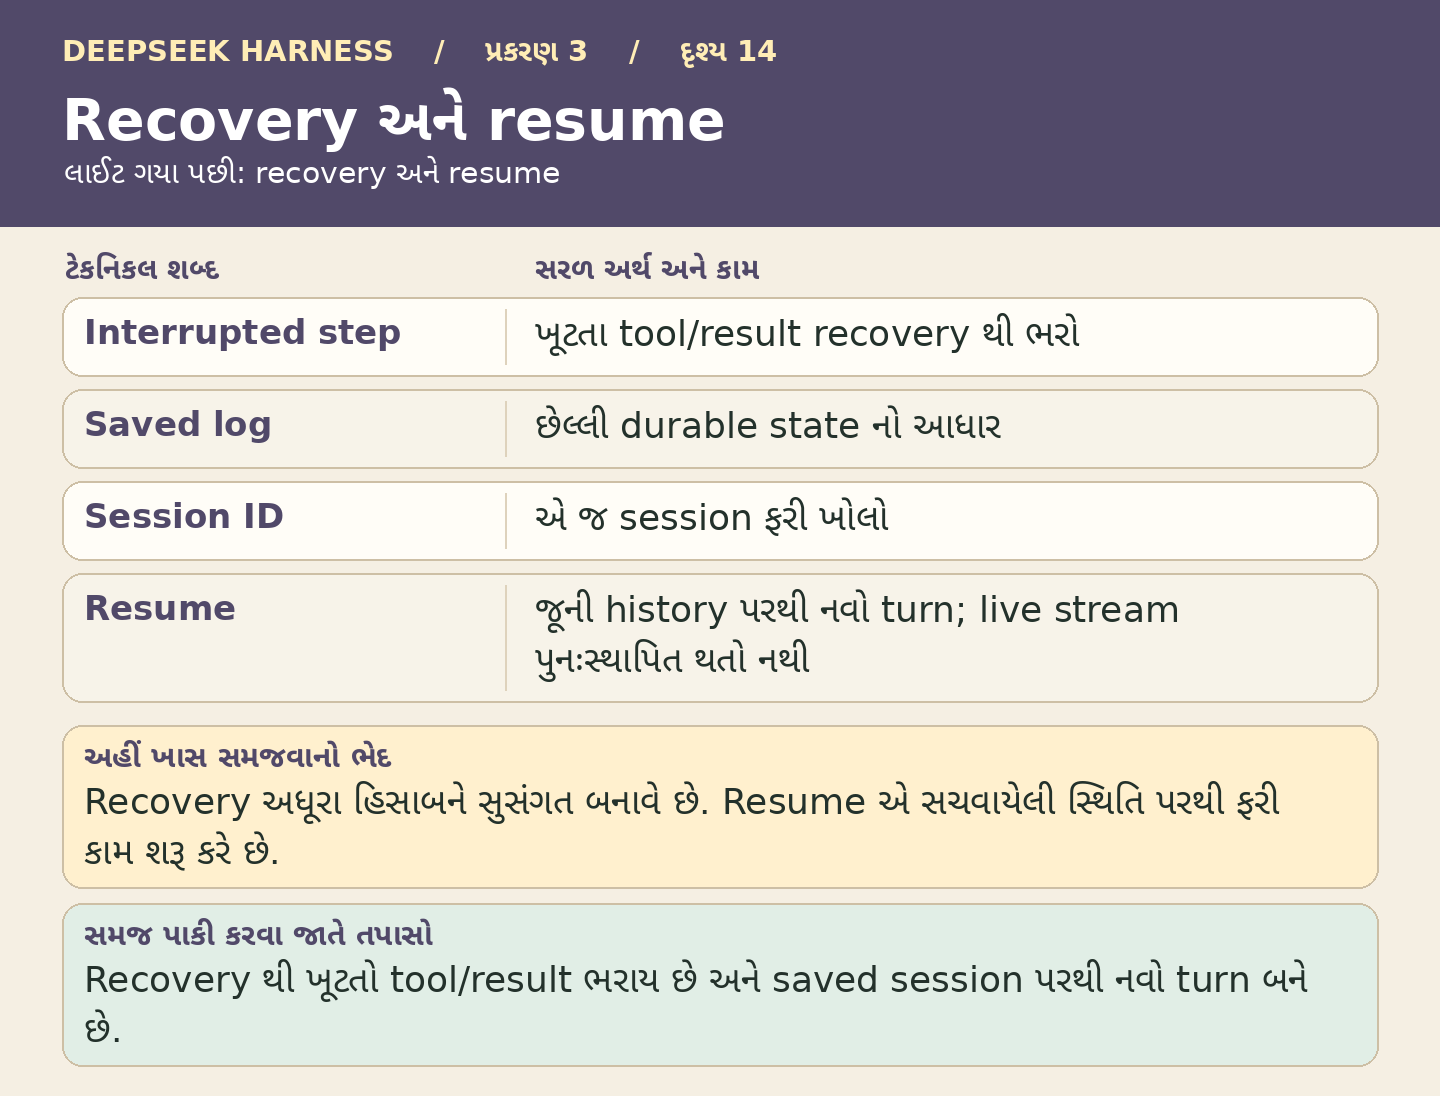 DEEPSEEK HARNESS / પ્રકરણ 3 / દૃશ્ય 14
Recovery અને resume
લાઈટ ગયા પછી: recovery અને resume
ટેકનિકલ શબ્દ સરળ અર્થ અને કામ
Interrupted step ખૂટતા tool/result recovery થી ભરો
Saved log છેલ્લી durable state નો આધાર
Session ID એ જ session ફરી ખોલો
Resume જૂની history પરથી નવો turn; live stream
પુનઃસ્થાપિત થતો નથી
અહીં ખાસ સમજવાનો ભેદ
Recovery અધૂરા હિસાબને સુસંગત બનાવે છે. Resume એ સચવાયેલી સ્થિતિ પરથી ફરી
કામ શરૂ કરે છે.
સમજ પાકી કરવા જાતે તપાસો
Recovery થી ખૂટતો tool/result ભરાય છે અને saved session પરથી નવો turn બને
છે.